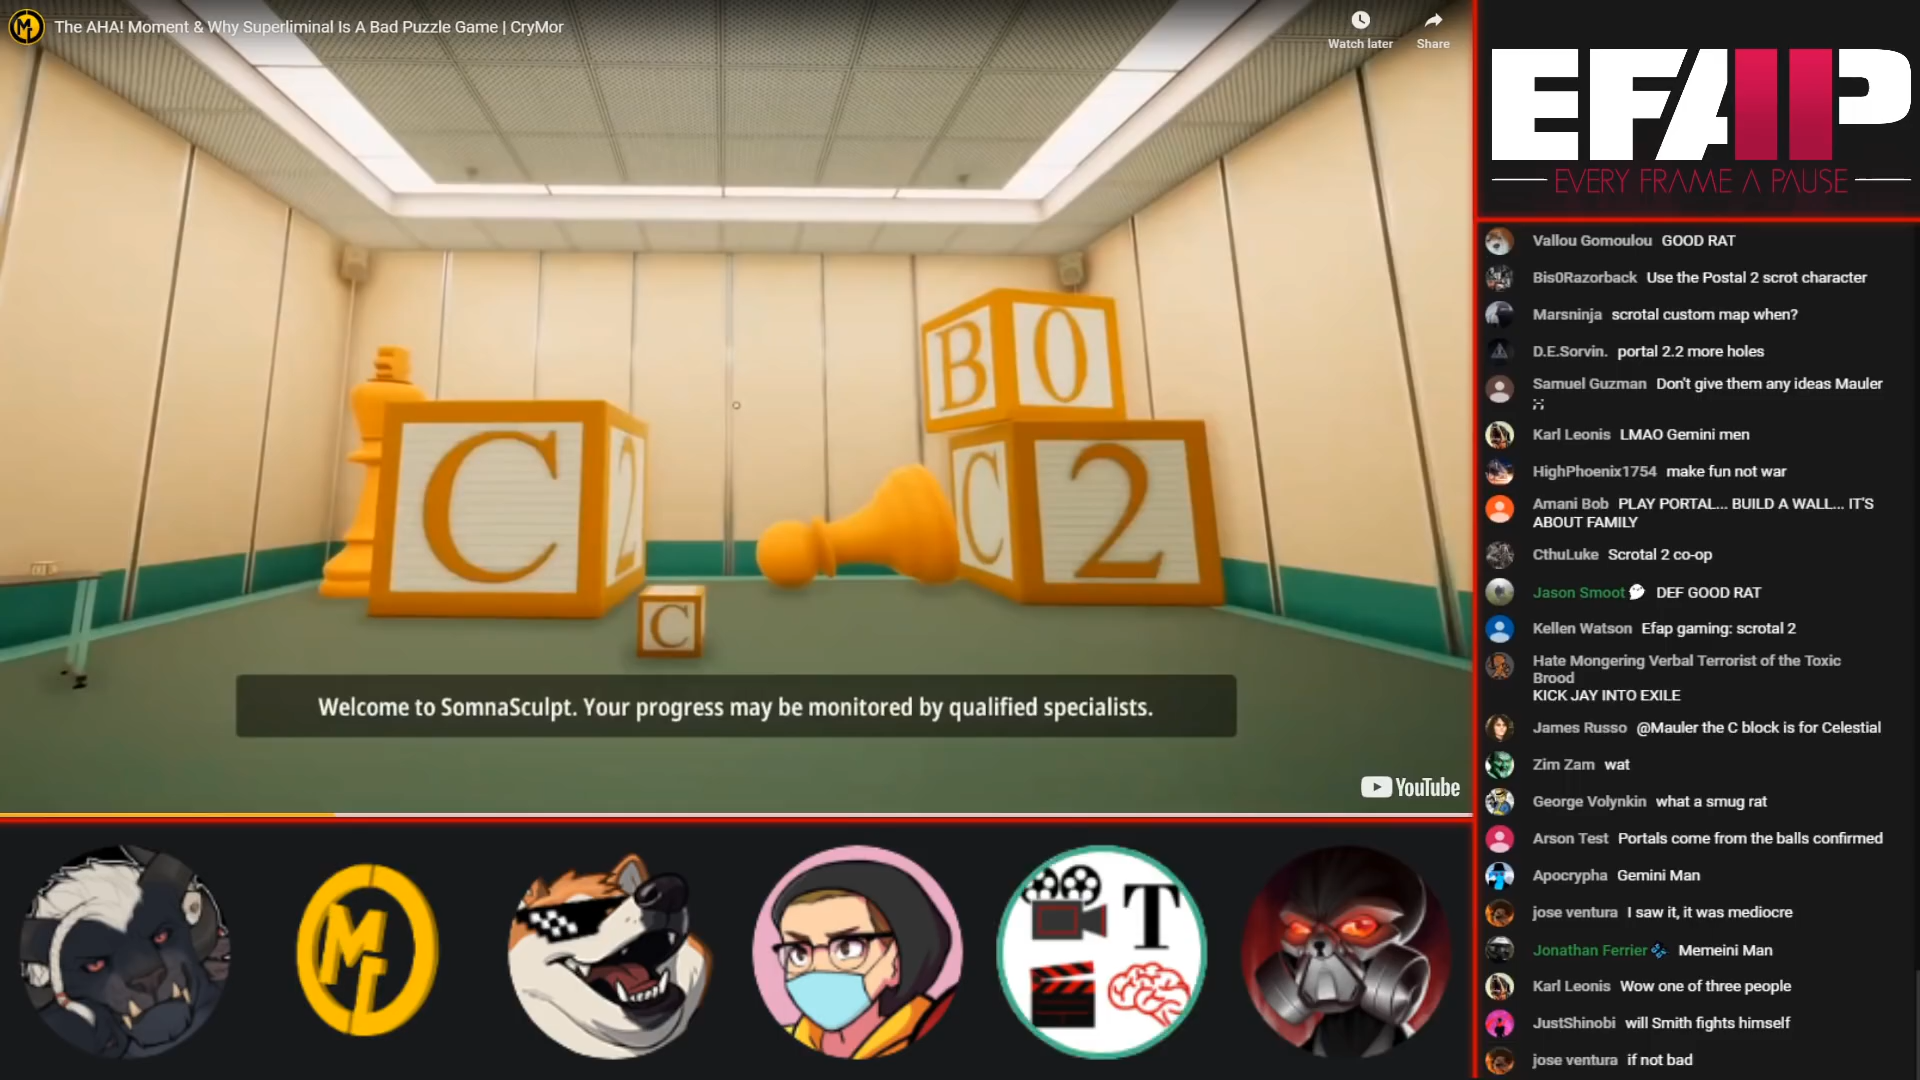 The AHA! Moment & Why Superliminal Is A Bad Puzzle Game | CryMor
Watch later
Share
B
0
C
2
C
2
C
Welcome to SomnaSculpt. Your progress may be monitored by qualified specialists.
YouTube
EFAP
EVERY FRAME A PAUSE
Vallou Gomoulou GOOD RAT
Bis0Razorback Use the Postal 2 scrot character
Marsninja scrotal custom map when?
D.E.Sorvin. portal 2.2 more holes
Samuel Guzman Don't give them any ideas Mauler
Karl Leonis LMAO Gemini men
HighPhoenix1754 make fun not war
Amani Bob PLAY PORTAL... BUILD A WALL... IT'S
ABOUT FAMILY
CthuLuke Scrotal 2 co-op
Jason Smoot DEF GOOD RAT
Kellen Watson Efap gaming: scrotal 2
Hate Mongering Verbal Terrorist of the Toxic
Brood
KICK JAY INTO EXILE
James Russo @Mauler the C block is for Celestial
Zim Zam wat
George Volynkin what a smug rat
Arson Test Portals come from the balls confirmed
Apocrypha Gemini Man
jose ventura I saw it, it was mediocre
Jonathan Ferrier Memeini Man
Karl Leonis Wow one of three people
JustShinobi will Smith fights himself
jose ventura if not bad
T